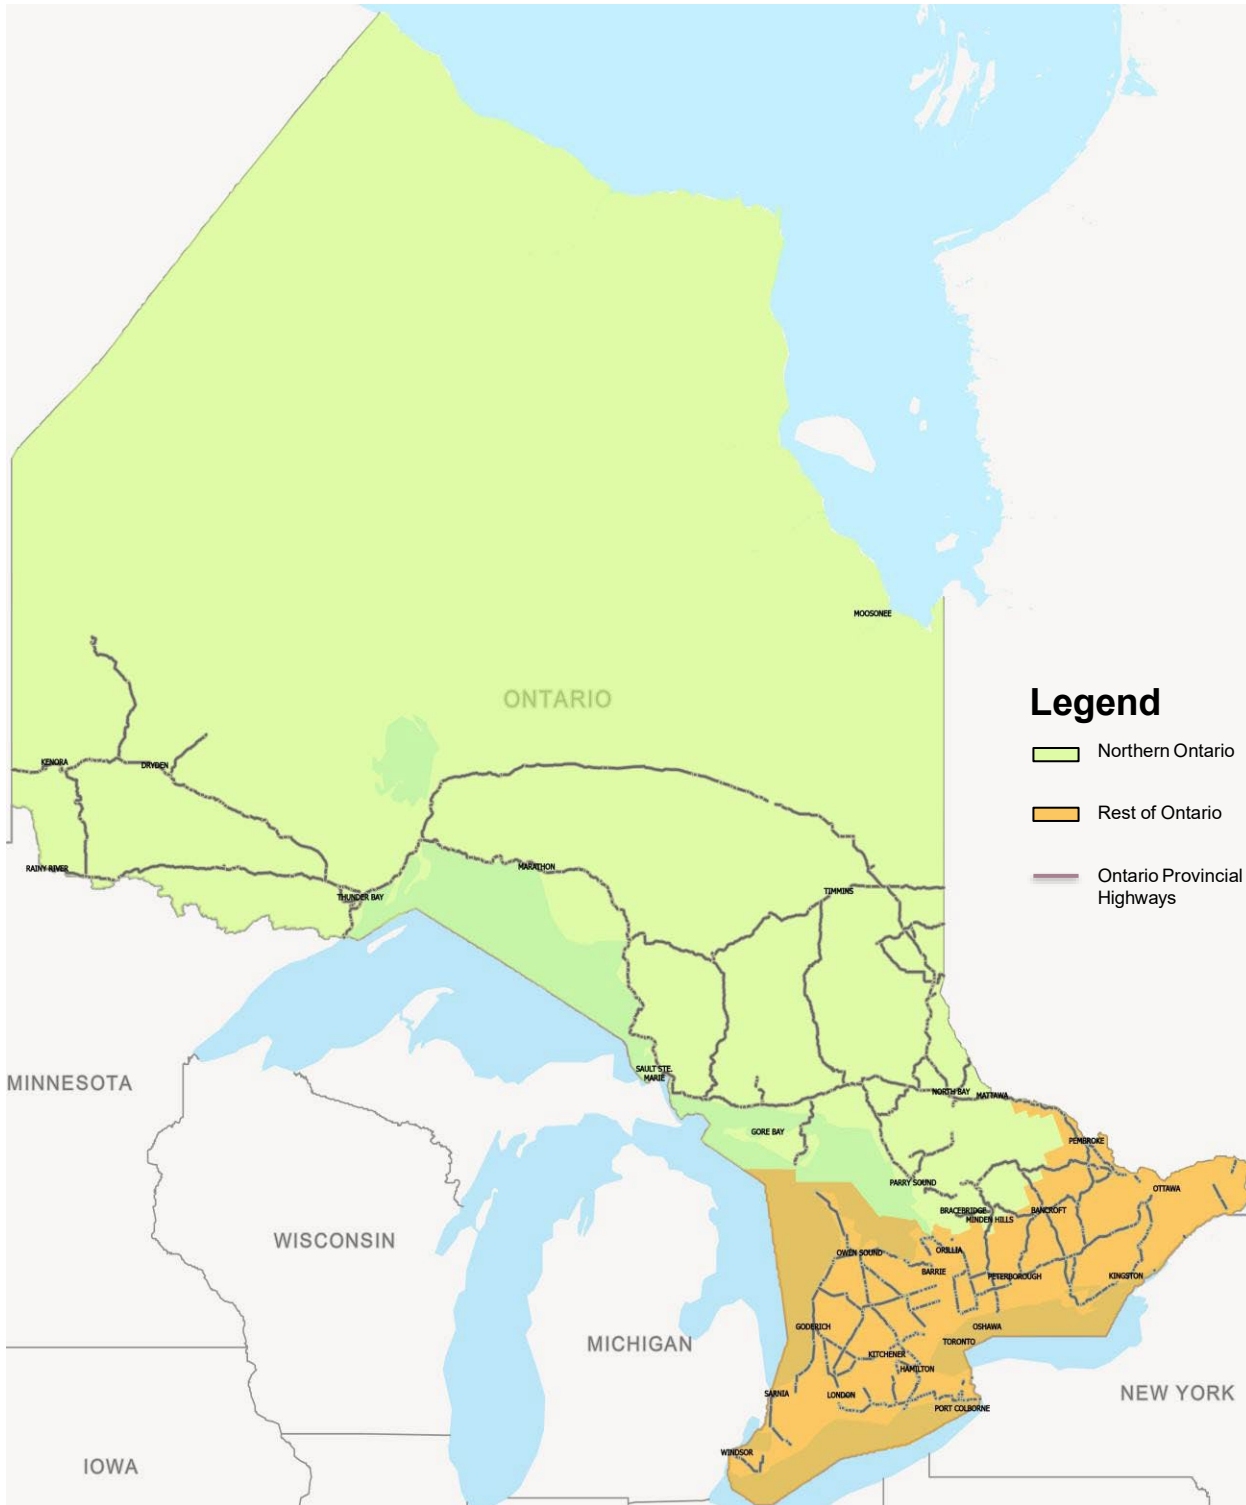 MOOSONEE
ONTARIO
Legend
Northern Ontario
Rest of Ontario
Ontario Provincial
Highways
KENORA
DRYDEN
RAINY RIVER
THUNDER BAY
MARATHON
TIMMINS
SAULT STE.
MARIE
MINNESOTA
NORTH BAY
MATTAWA
GORE BAY
PEMBROKE
PARRY SOUND
OTTAWA
BRACEBRIDGE
MINDEN HILLS
BANCROFT
WISCONSIN
OWEN SOUND
ORILLIA
BARRIE
PETERBOROUGH
KINGSTON
GODERICH
OSHAWA
TORONTO
MICHIGAN
KITCHENER
HAMILTON
SARNIA
LONDON
PORT COLBORNE
NEW YORK
WINDSOR
IOWA